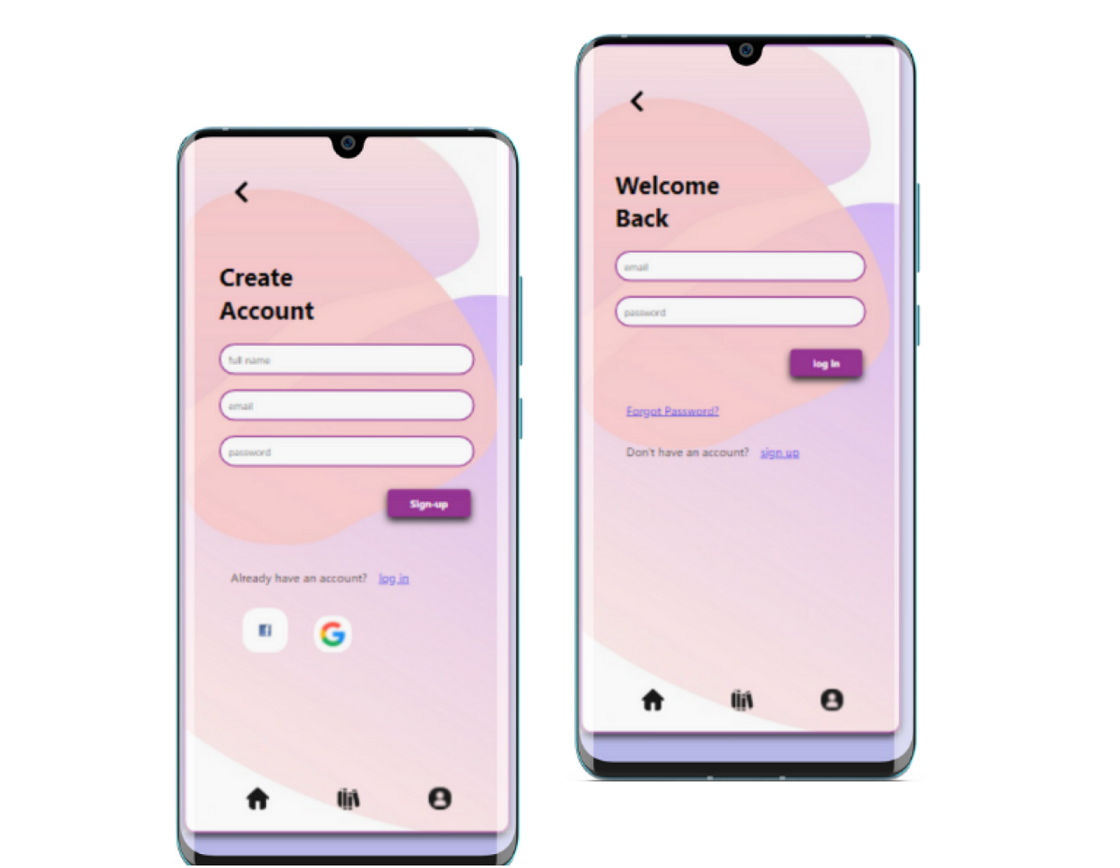 Create
Account
full name
email
password
Sign-up
Already have an account? log in
Welcome
Back
email
password
log In
Forgot Password?
Don't have an account? sign up